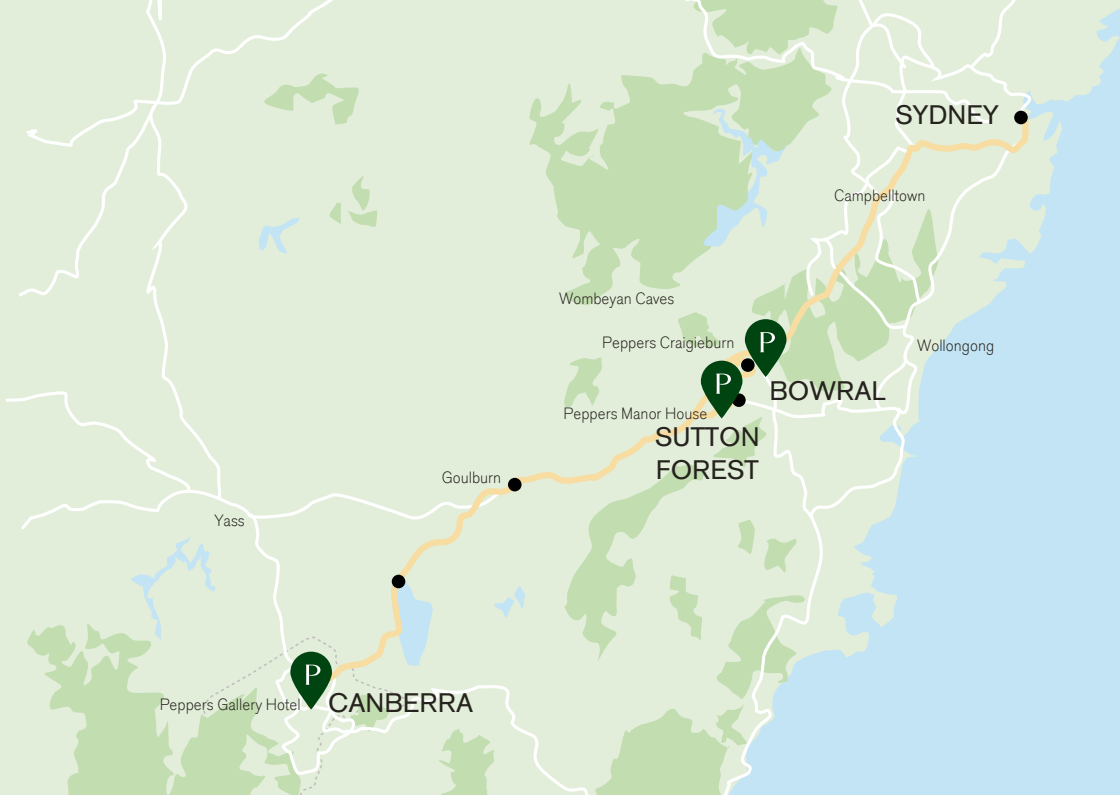 SYDNEY
Campbelltown
Wombeyan Caves
Peppers Craigieburn
P
Wollongong
P
BOWRAL
Peppers Manor House
SUTTON
FOREST
Goulburn
Yass
P
Peppers Gallery Hotel
CANBERRA